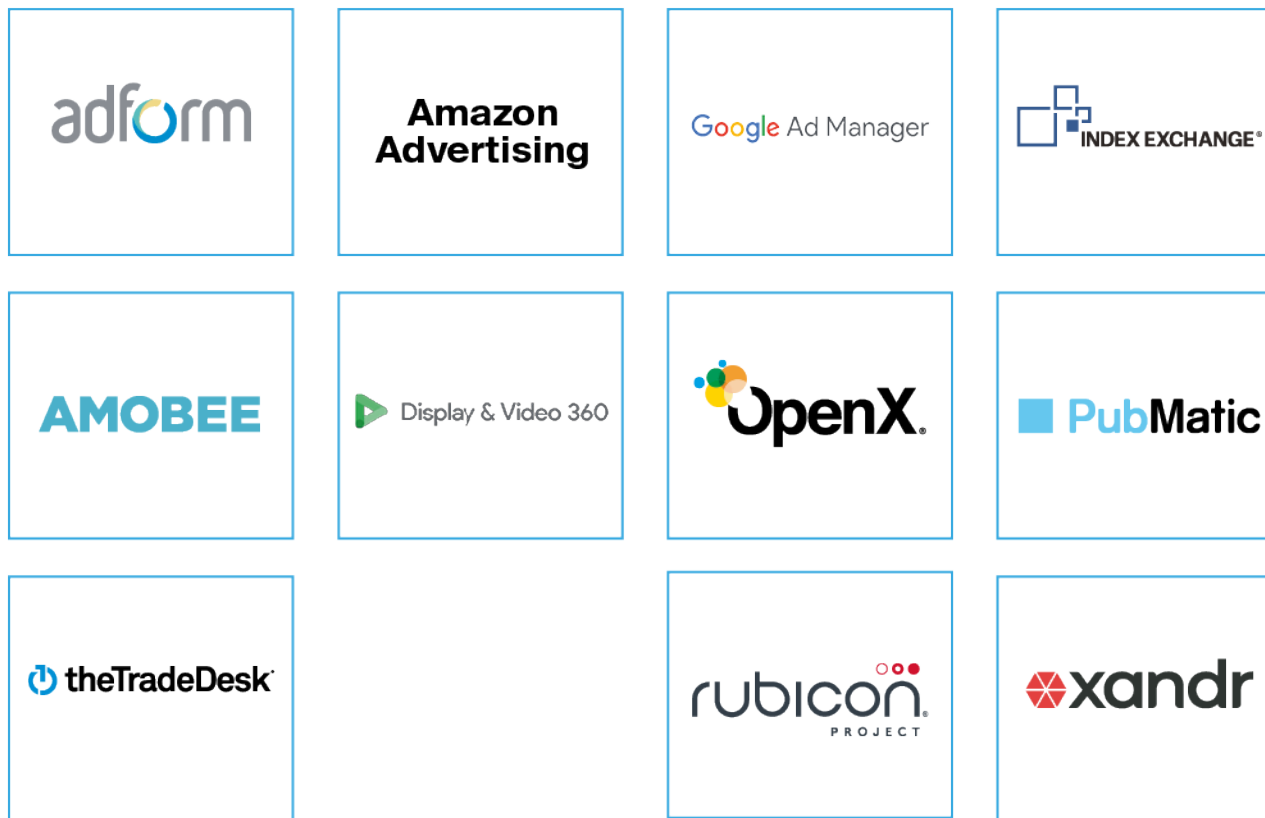 adform
Amazon
Advertising
Google Ad Manager
INDEX EXCHANGE®
AMOBEE
Display & Video 360
OpenX®
PubMatic
theTradeDesk
rubicon®
PROJECT
xandr